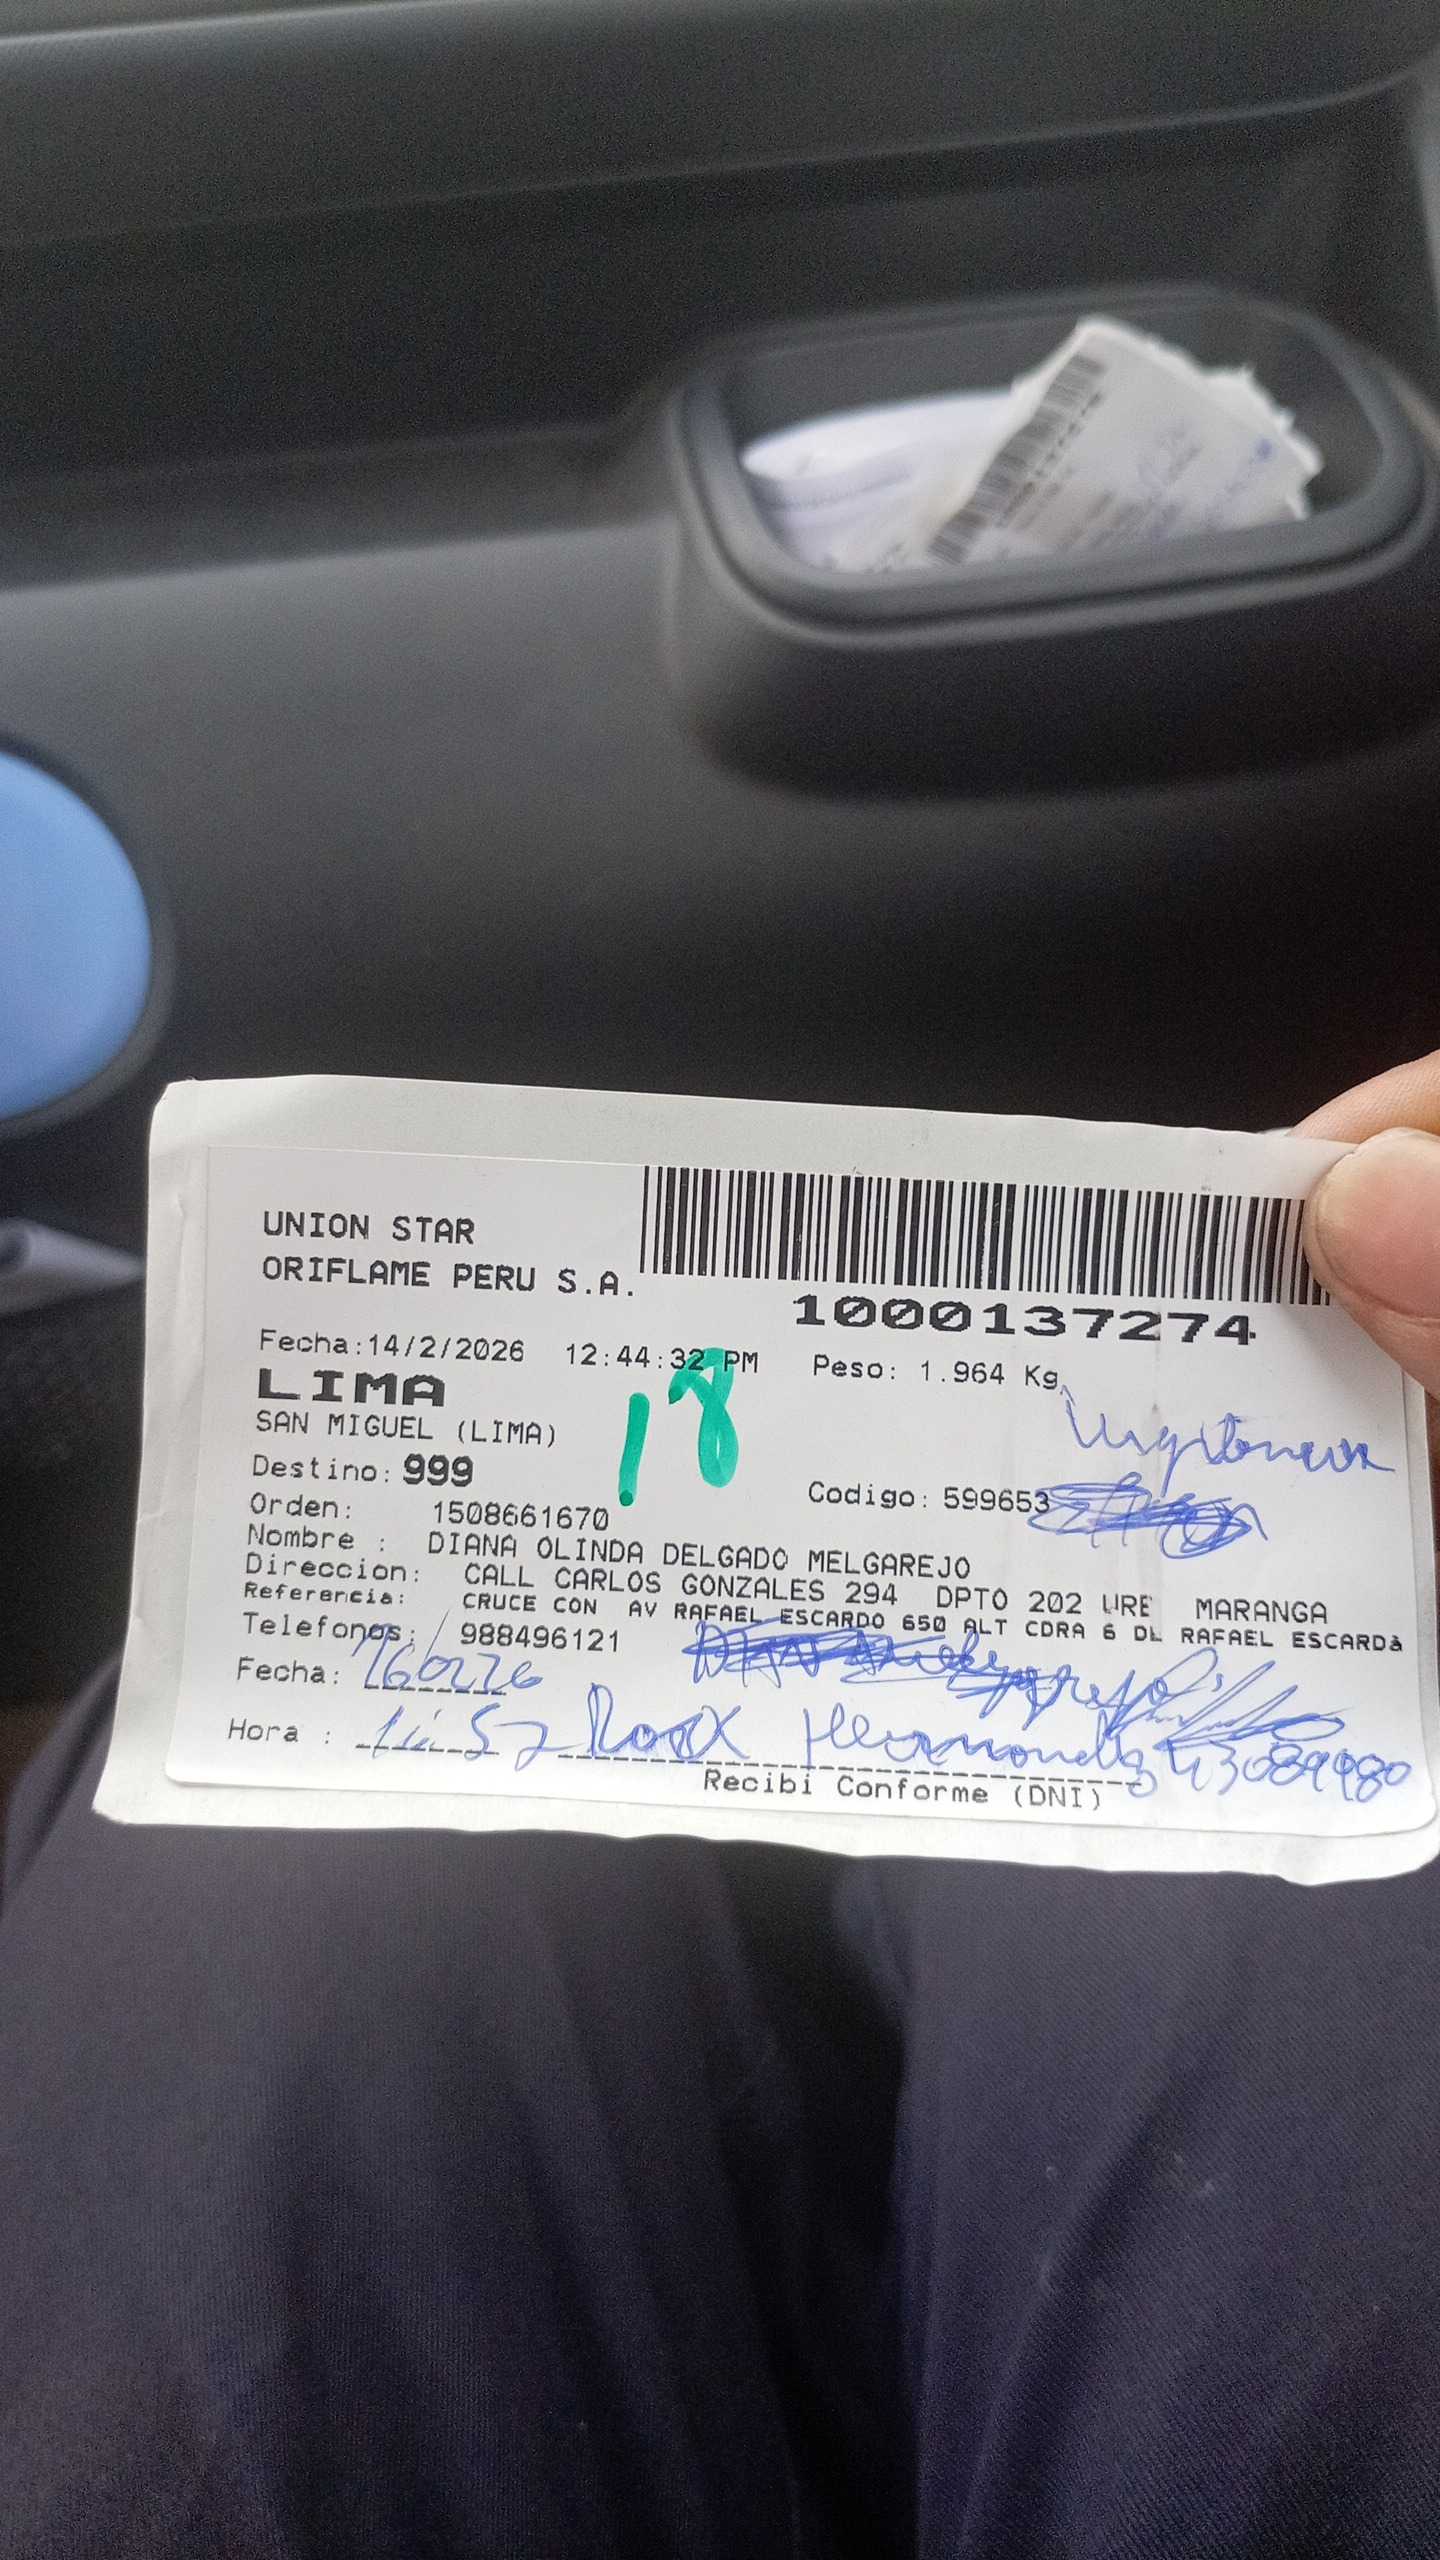 UNION STAR
ORIFLAME PERU S.A.
1000137274
Fecha:14/2/2026 12:44:32 PM Peso: 1.964 Kg.
LIMA
18
SAN MIGUEL (LIMA)
Destino: 999
Codigo: 599653
Orden: 1508661670
Nombre : DIANA OLINDA DELGADO MELGAREJO
Direccion: CALL CARLOS GONZALES 294 DPTO 202 URB MARANGA
Referencia: CRUCE CON AV RAFAEL ESCARDO 650 ALT CDRA 6 DE RAFAEL ESCARDà
Telefonos: 988496121
Fecha: 160226
Hora :
Recibi Conforme (DNI)